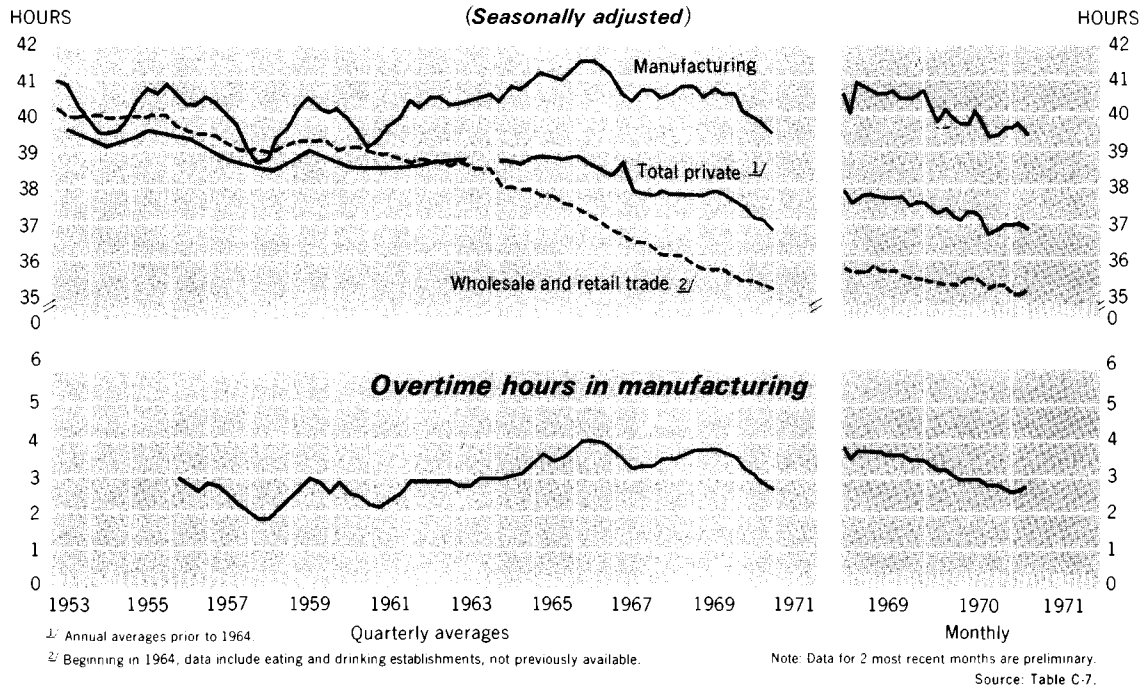 (Seasonally adjusted)
HOURS
HOURS
42
41
40
39
38
37
36
35
0
Manufacturing
Total private 1/
Wholesale and retail trade 2/
42
41
40
39
38
37
36
35
0
Overtime hours in manufacturing
6
5
4
3
2
1
0
6
5
4
3
2
1
0
1953 1955 1957 1959 1961 1963 1965 1967 1969 1971
1969 1970 1971
Quarterly averages
Monthly
1/ Annual averages prior to 1964.
2/ Beginning in 1964, data include eating and drinking establishments, not previously available.
Note: Data for 2 most recent months are preliminary.
Source: Table C-7.